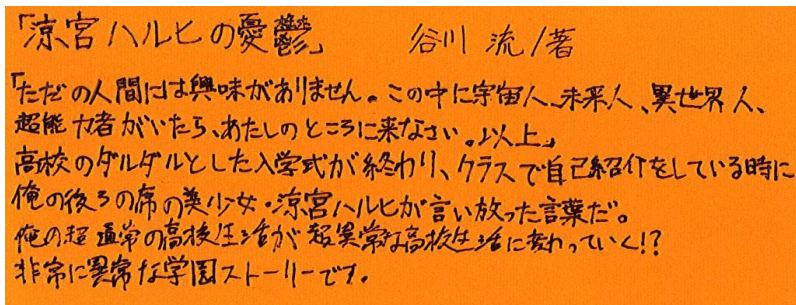 「涼宮ハルヒの憂鬱」 谷川 流/著
「ただの人間には興味がありません。この中に宇宙人、未来人、異世界人、
超能力者がいたら、あたしのところに来なさい。以上」
高校のダルダルとした入学式が終わり、クラスで自己紹介をしている時に
俺の後ろの席の美少女・涼宮ハルヒが言い放った言葉だ。
俺の超通常の高校生活が超異常な高校生活に変わっていく!?
非常に異常な学園ストーリーです。